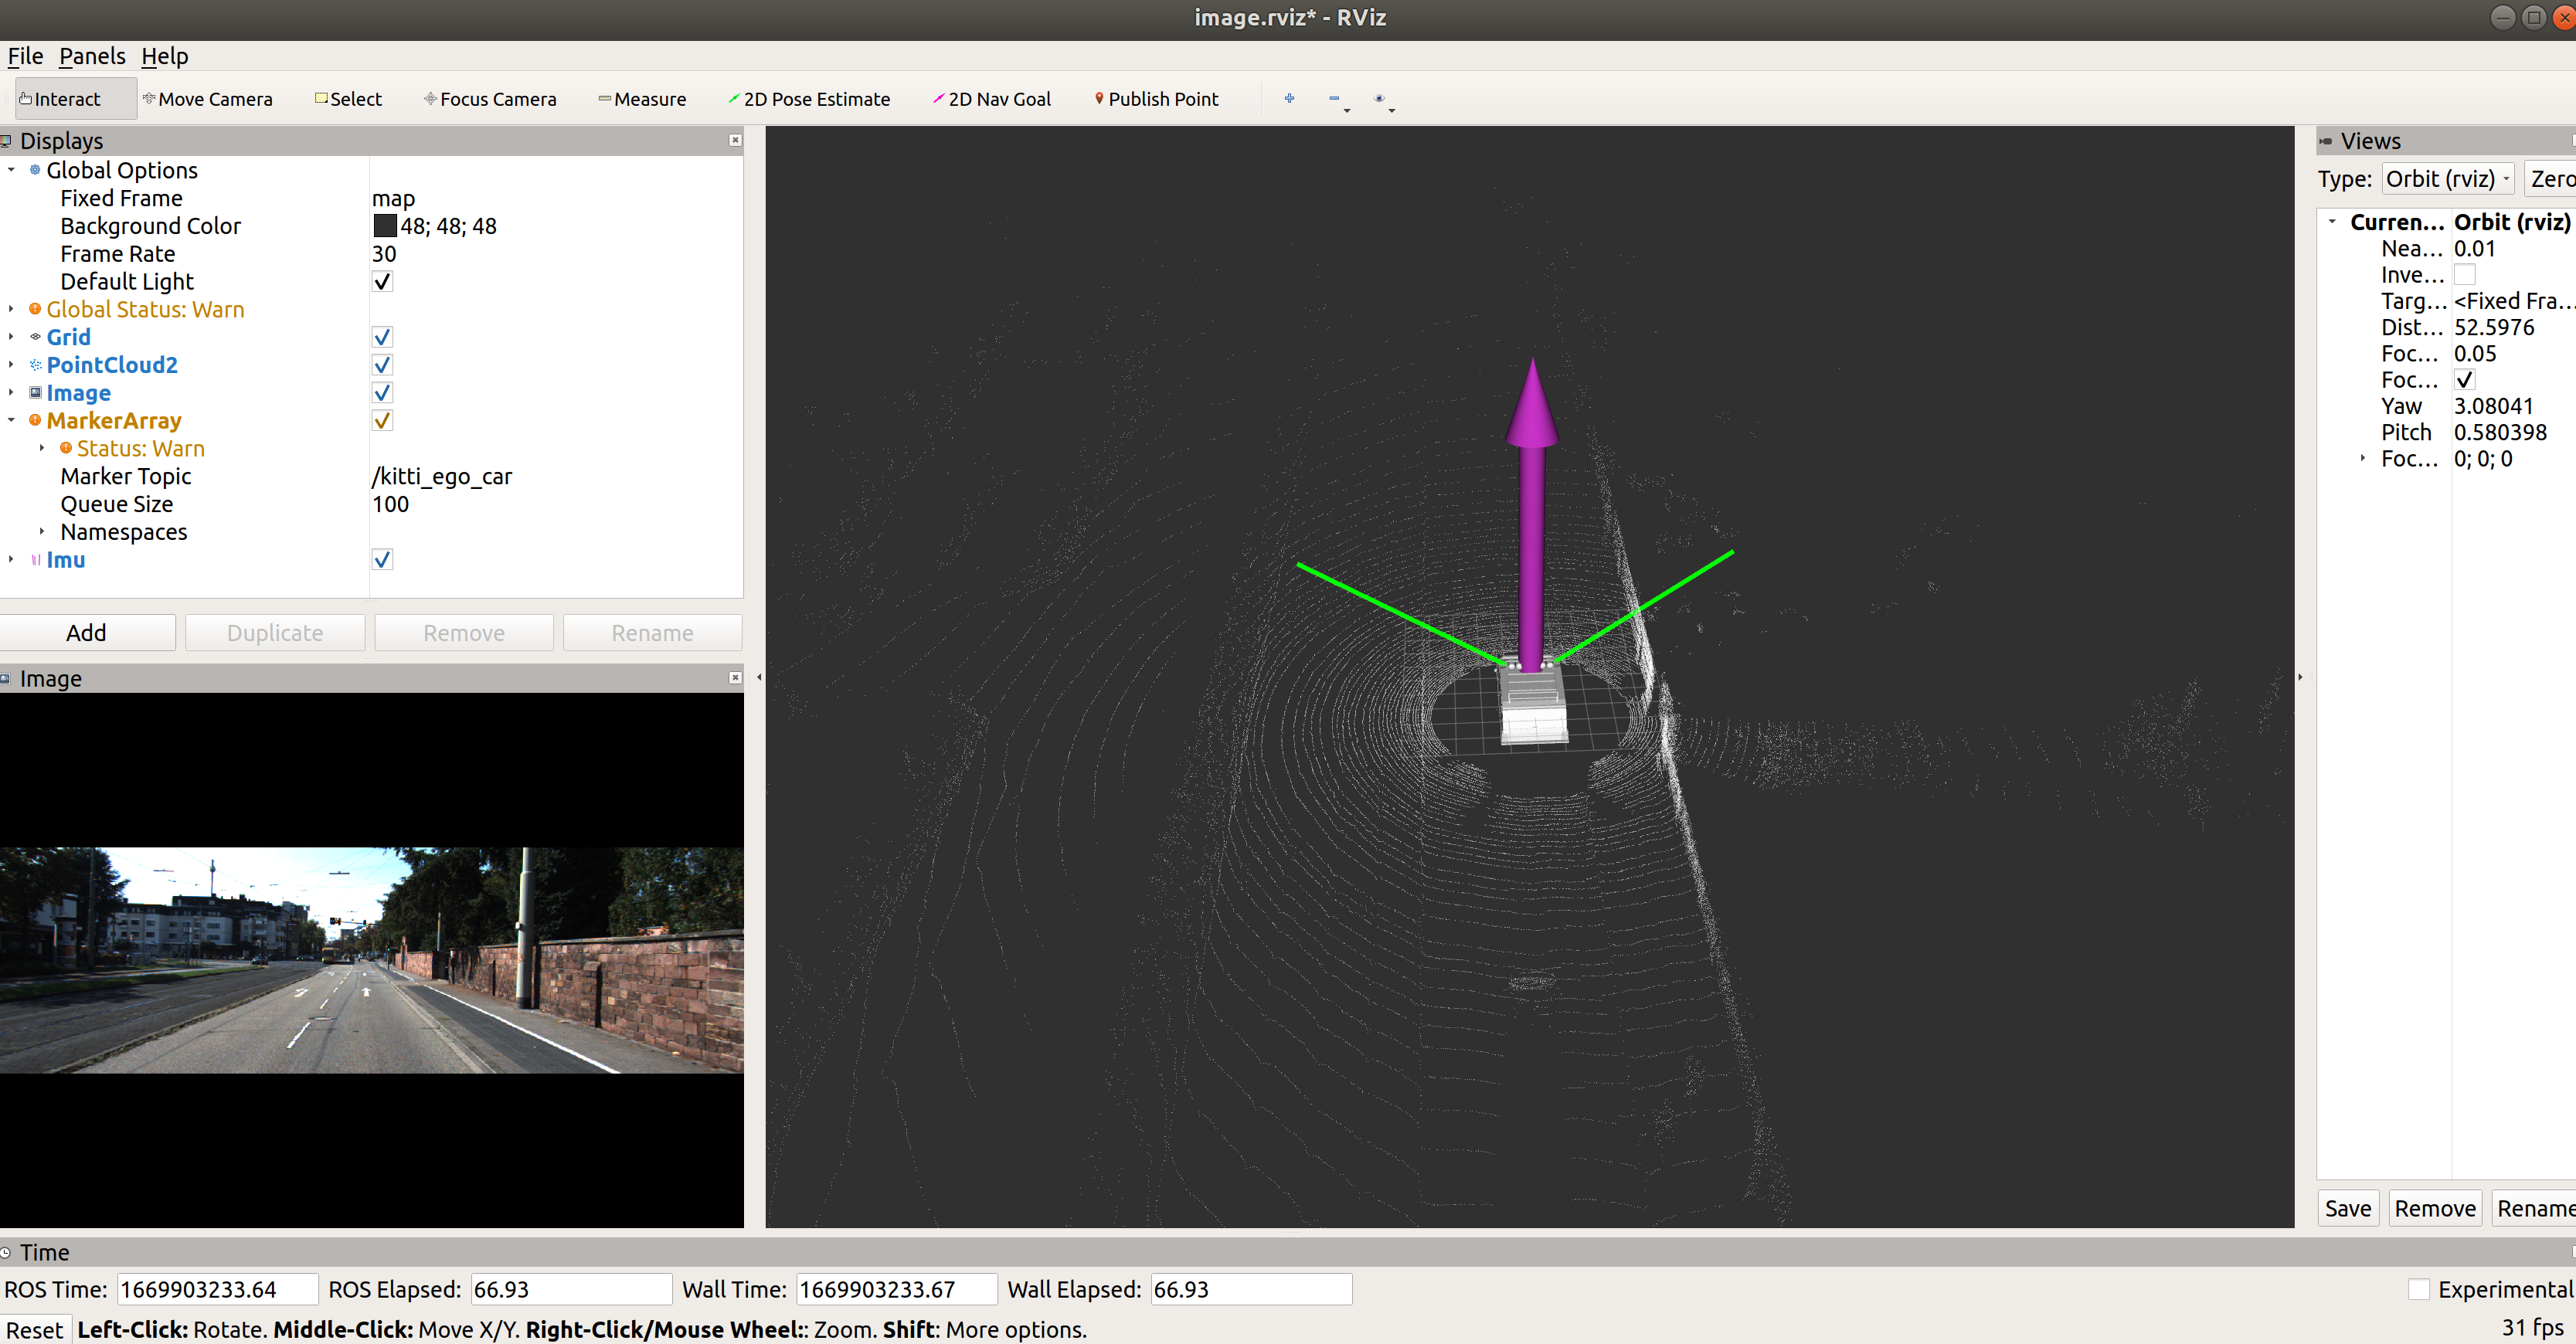 image.rviz* - RViz
File Panels Help
Interact Move Camera Select Focus Camera Measure 2D Pose Estimate 2D Nav Goal Publish Point
Displays
Global Options
Fixed Frame map
Background Color 48; 48; 48
Frame Rate 30
Default Light
Global Status: Warn
Grid
PointCloud2
Image
MarkerArray
Status: Warn
Marker Topic /kitti_ego_car
Queue Size 100
Namespaces
Imu
Add Duplicate Remove Rename
Image
Views
Type: Orbit (rviz) Zero
Curren... Orbit (rviz)
Nea... 0.01
Inve...
Targ... <Fixed Fra...
Dist... 52.5976
Foc... 0.05
Foc...
Yaw 3.08041
Pitch 0.580398
Foc... 0; 0; 0
Save Remove Rename
Time
ROS Time: 1669903233.64 ROS Elapsed: 66.93 Wall Time: 1669903233.67 Wall Elapsed: 66.93 Experimental
Reset Left-Click: Rotate. Middle-Click: Move X/Y. Right-Click/Mouse Wheel:: Zoom. Shift: More options. 31 fps